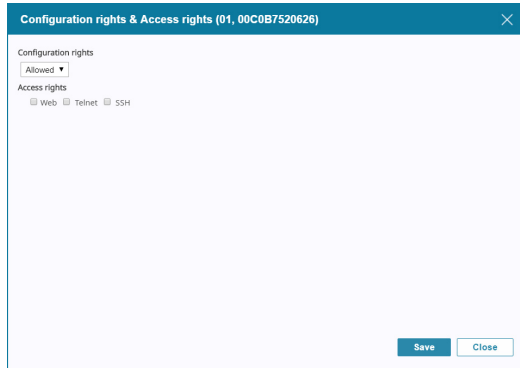 Configuration rights & Access rights (01, 00C0B7520626)
Configuration rights
Allowed
Access rights
Web Telnet SSH
Save Close